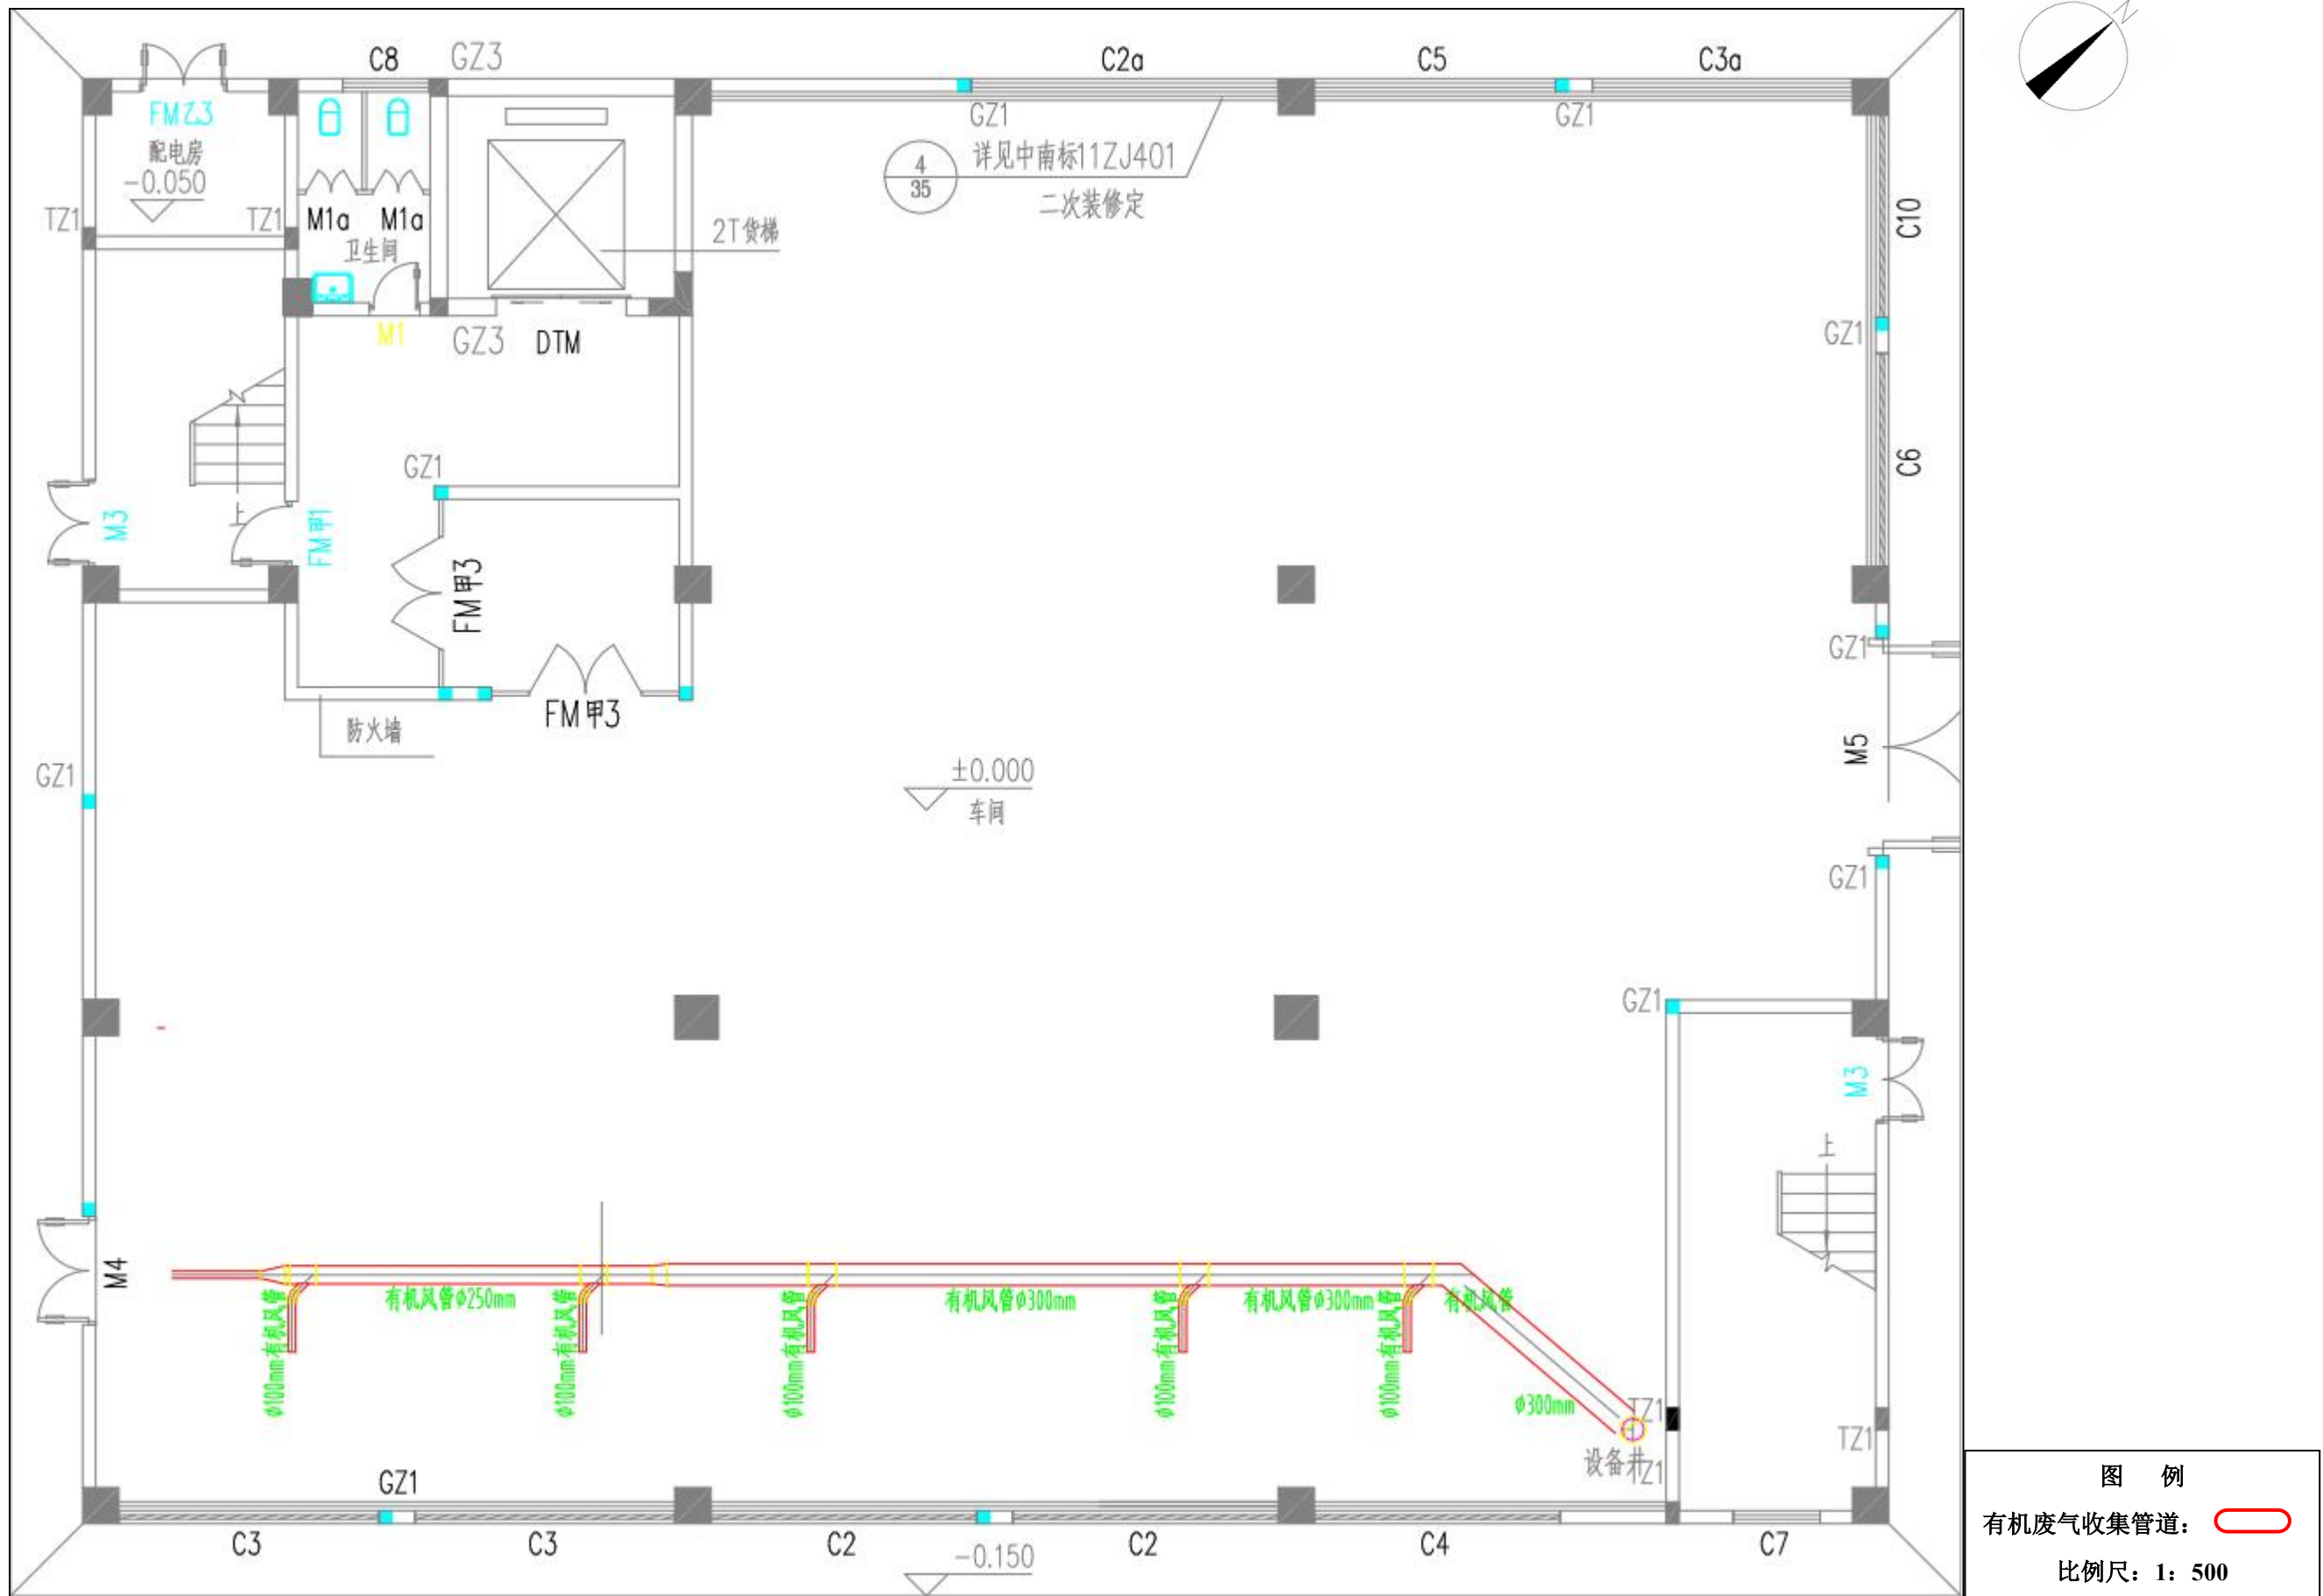 N
C8
GZ3
C2a
C5
C3a
FM乙3
配电房
-0.050
GZ1
GZ1
4
35
详见中南标11ZJ401
二次装修定
TZ1
TZ1
M1a
M1a
卫生间
2T货梯
C10
M1
GZ3
DTM
GZ1
GZ1
C6
M3
上
FM甲1
FM甲3
GZ1
FM甲3
防火墙
GZ1
±0.000
车间
M5
GZ1
GZ1
M3
上
M4
有机风管ϕ250mm
有机风管ϕ300mm
有机风管ϕ300mm
有机风管
ϕ100mm有机风管
ϕ100mm有机风管
ϕ100mm有机风管
ϕ100mm有机风管
ϕ100mm有机风管
ϕ300mm
TZ1
TZ1
设备井
TZ1
GZ1
C3
C3
C2
C2
C4
C7
-0.150
图 例
有机废气收集管道：
比例尺：1：500